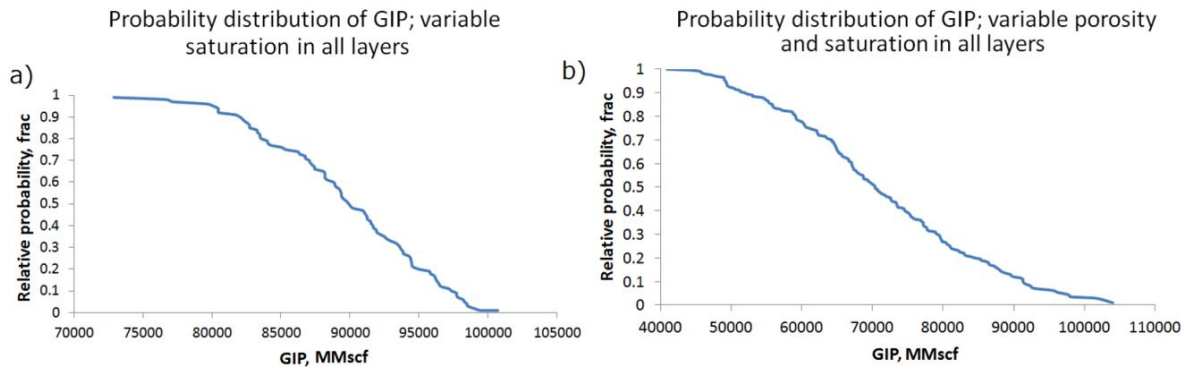 Probability distribution of GIP; variable
saturation in all layers
a)
Relative probability, frac
1
0.9
0.8
0.7
0.6
0.5
0.4
0.3
0.2
0.1
0
70000 75000 80000 85000 90000 95000 100000 105000
GIP, MMscf
Probability distribution of GIP; variable porosity
and saturation in all layers
b)
Relative probability, frac
1
0.9
0.8
0.7
0.6
0.5
0.4
0.3
0.2
0.1
0
40000 50000 60000 70000 80000 90000 100000 110000
GIP, MMscf